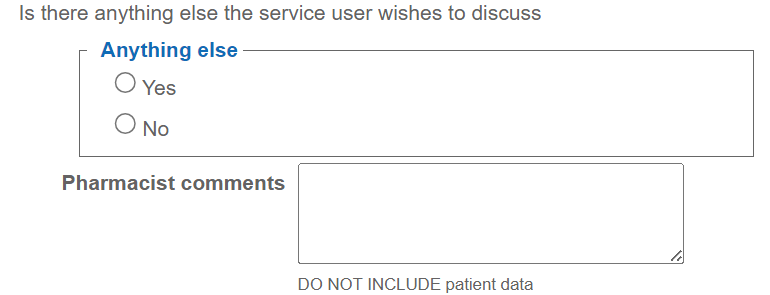 Is there anything else the service user wishes to discuss
Anything else
Yes
No
Pharmacist comments
DO NOT INCLUDE patient data